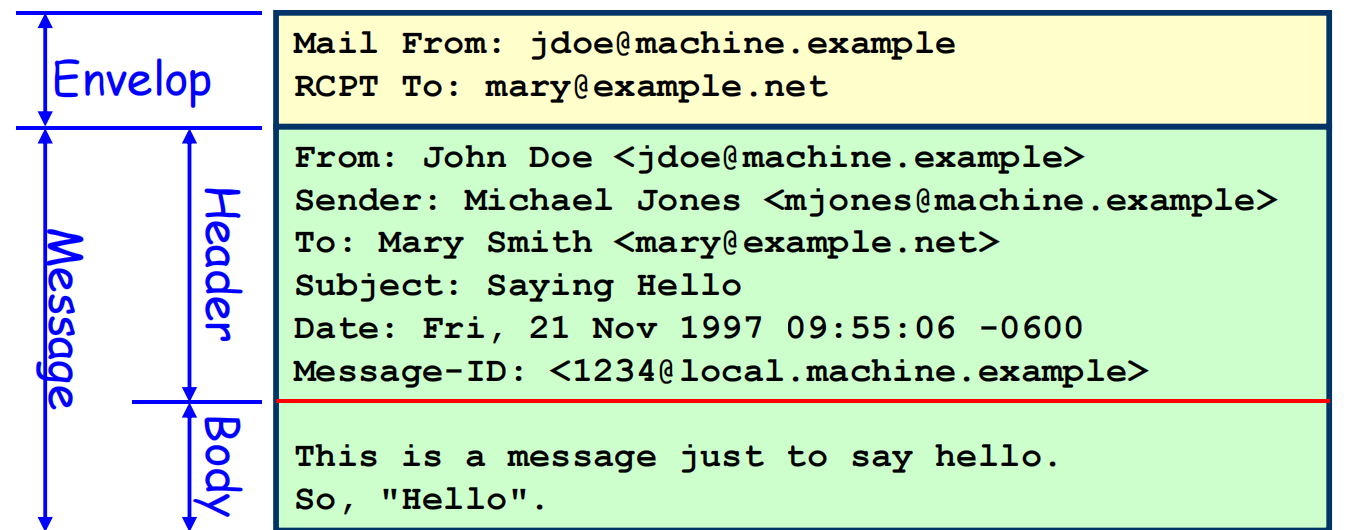 Envelop
Mail From: jdoe@machine.example
RCPT To: mary@example.net
Message
Header
From: John Doe <jdoe@machine.example>
Sender: Michael Jones <mjones@machine.example>
To: Mary Smith <mary@example.net>
Subject: Saying Hello
Date: Fri, 21 Nov 1997 09:55:06 -0600
Message-ID: <1234@local.machine.example>
Body
This is a message just to say hello.
So, "Hello".